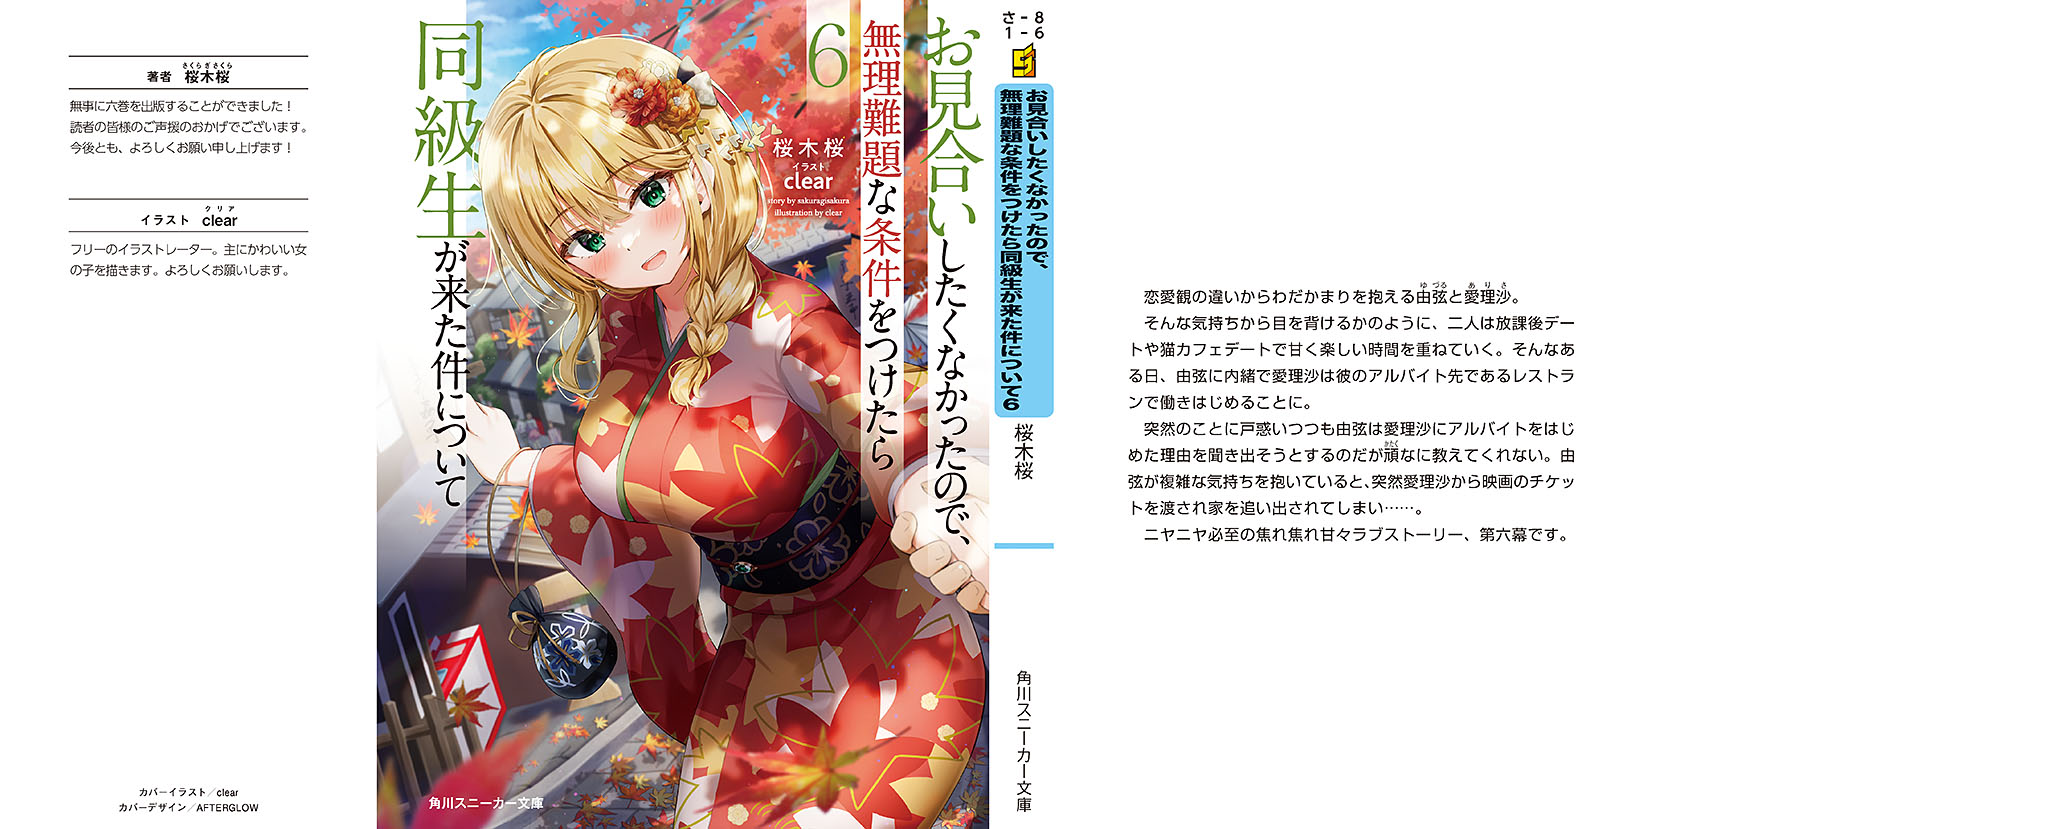 著者 桜木桜
さくらぎさくら
無事に六巻を出版することができました！
読者の皆様のご声援のおかげでございます。
今後とも、よろしくお願い申し上げます！
イラスト clear
クリア
フリーのイラストレーター。主にかわいい女
の子を描きます。よろしくお願いします。
カバーイラスト／clear
カバーデザイン／AFTERGLOW
お見合いしたくなかったので、
無理難題な条件をつけたら
同級生が来た件について
6
桜木桜
イラスト
clear
story by sakuragisakura
illustration by clear
角川スニーカー文庫
さ-8
1-6
お見合いしたくなかったので、
無理難題な条件をつけたら同級生が来た件について6
桜木桜
角川スニーカー文庫
恋愛観の違いからわだかまりを抱える由弦と愛理沙。
ゆづる ありさ
そんな気持ちから目を背けるかのように、二人は放課後デー
トや猫カフェデートで甘く楽しい時間を重ねていく。そんなあ
る日、由弦に内緒で愛理沙は彼のアルバイト先であるレストラ
ンで働きはじめることに。
突然のことに戸惑いつつも由弦は愛理沙にアルバイトをはじ
めた理由を聞き出そうとするのだが頑なに教えてくれない。由
かたく
弦が複雑な気持ちを抱いていると、突然愛理沙から映画のチケッ
トを渡され家を追い出されてしまい……。
ニヤニヤ必至の焦れ焦れ甘々ラブストーリー、第六幕です。